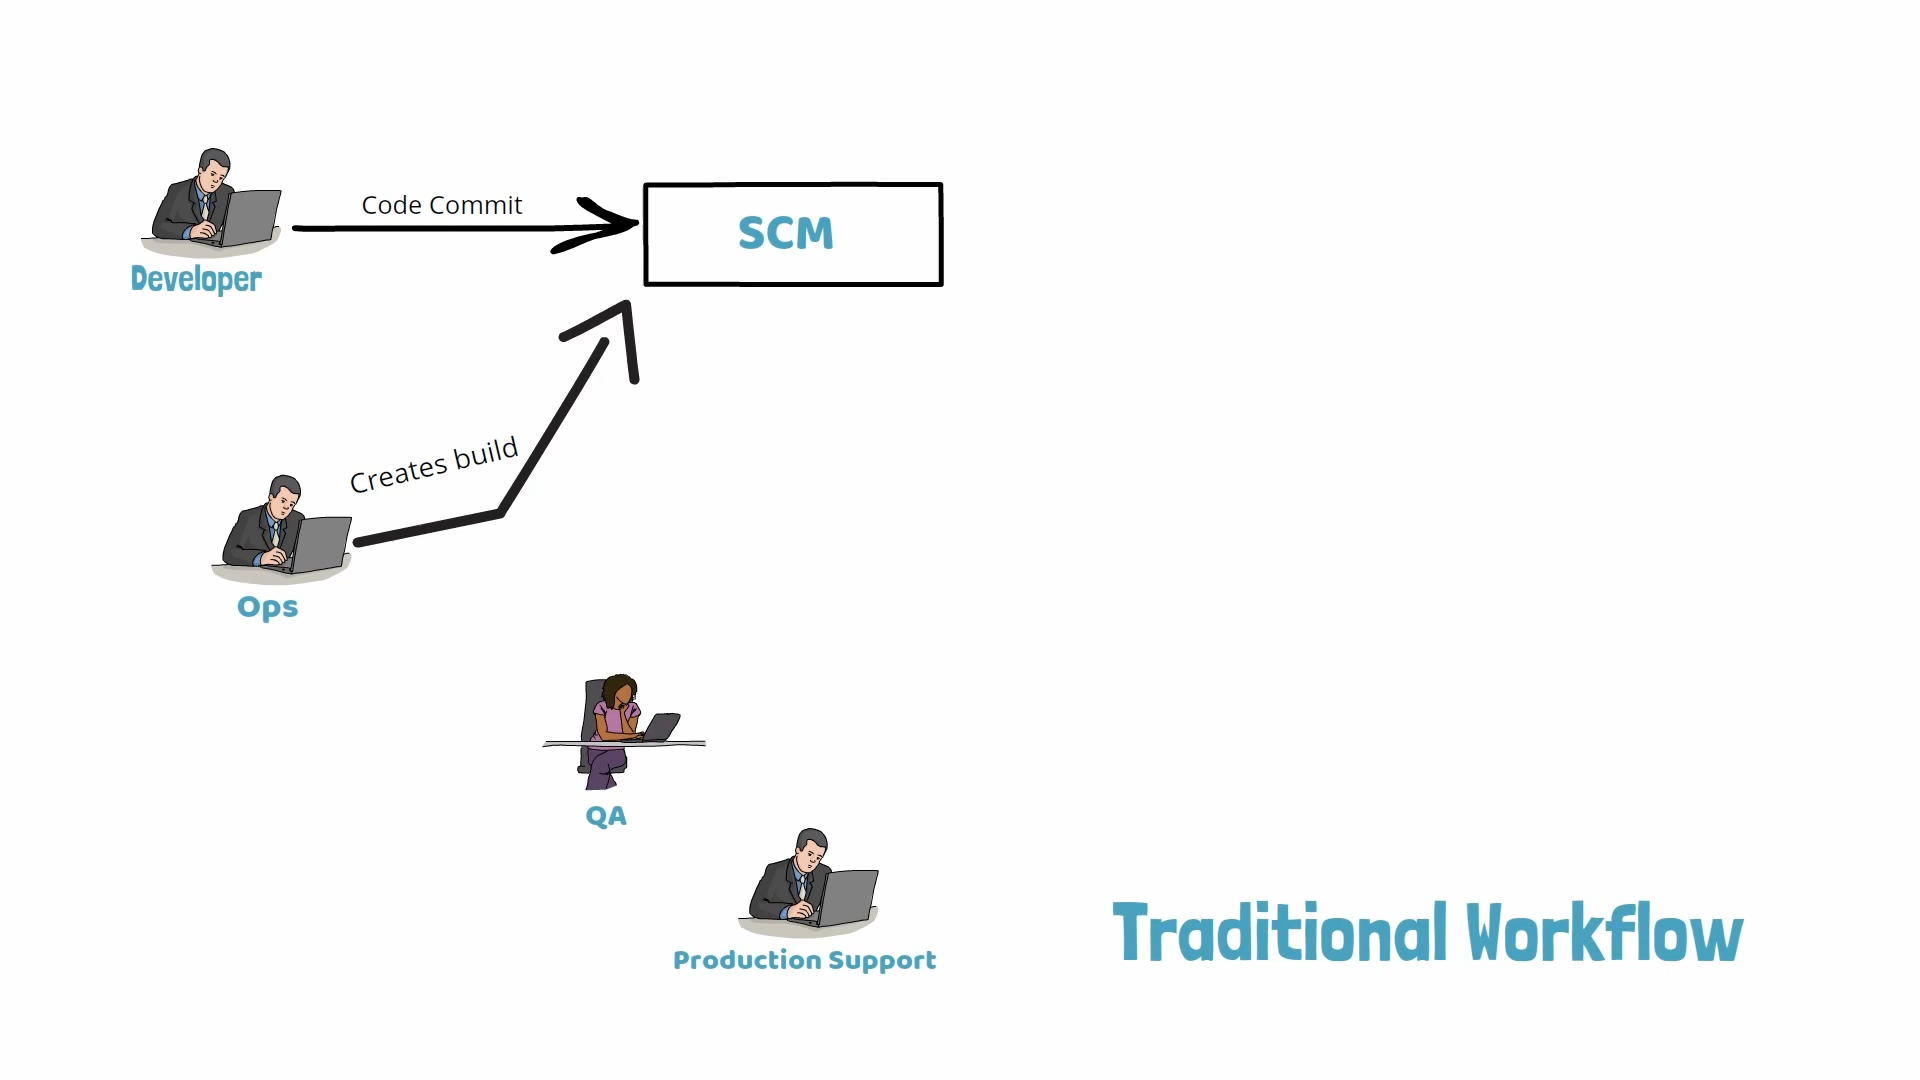 Code Commit
SCM
Developer
Creates build
Ops
QA
Production Support
Traditional Workflow